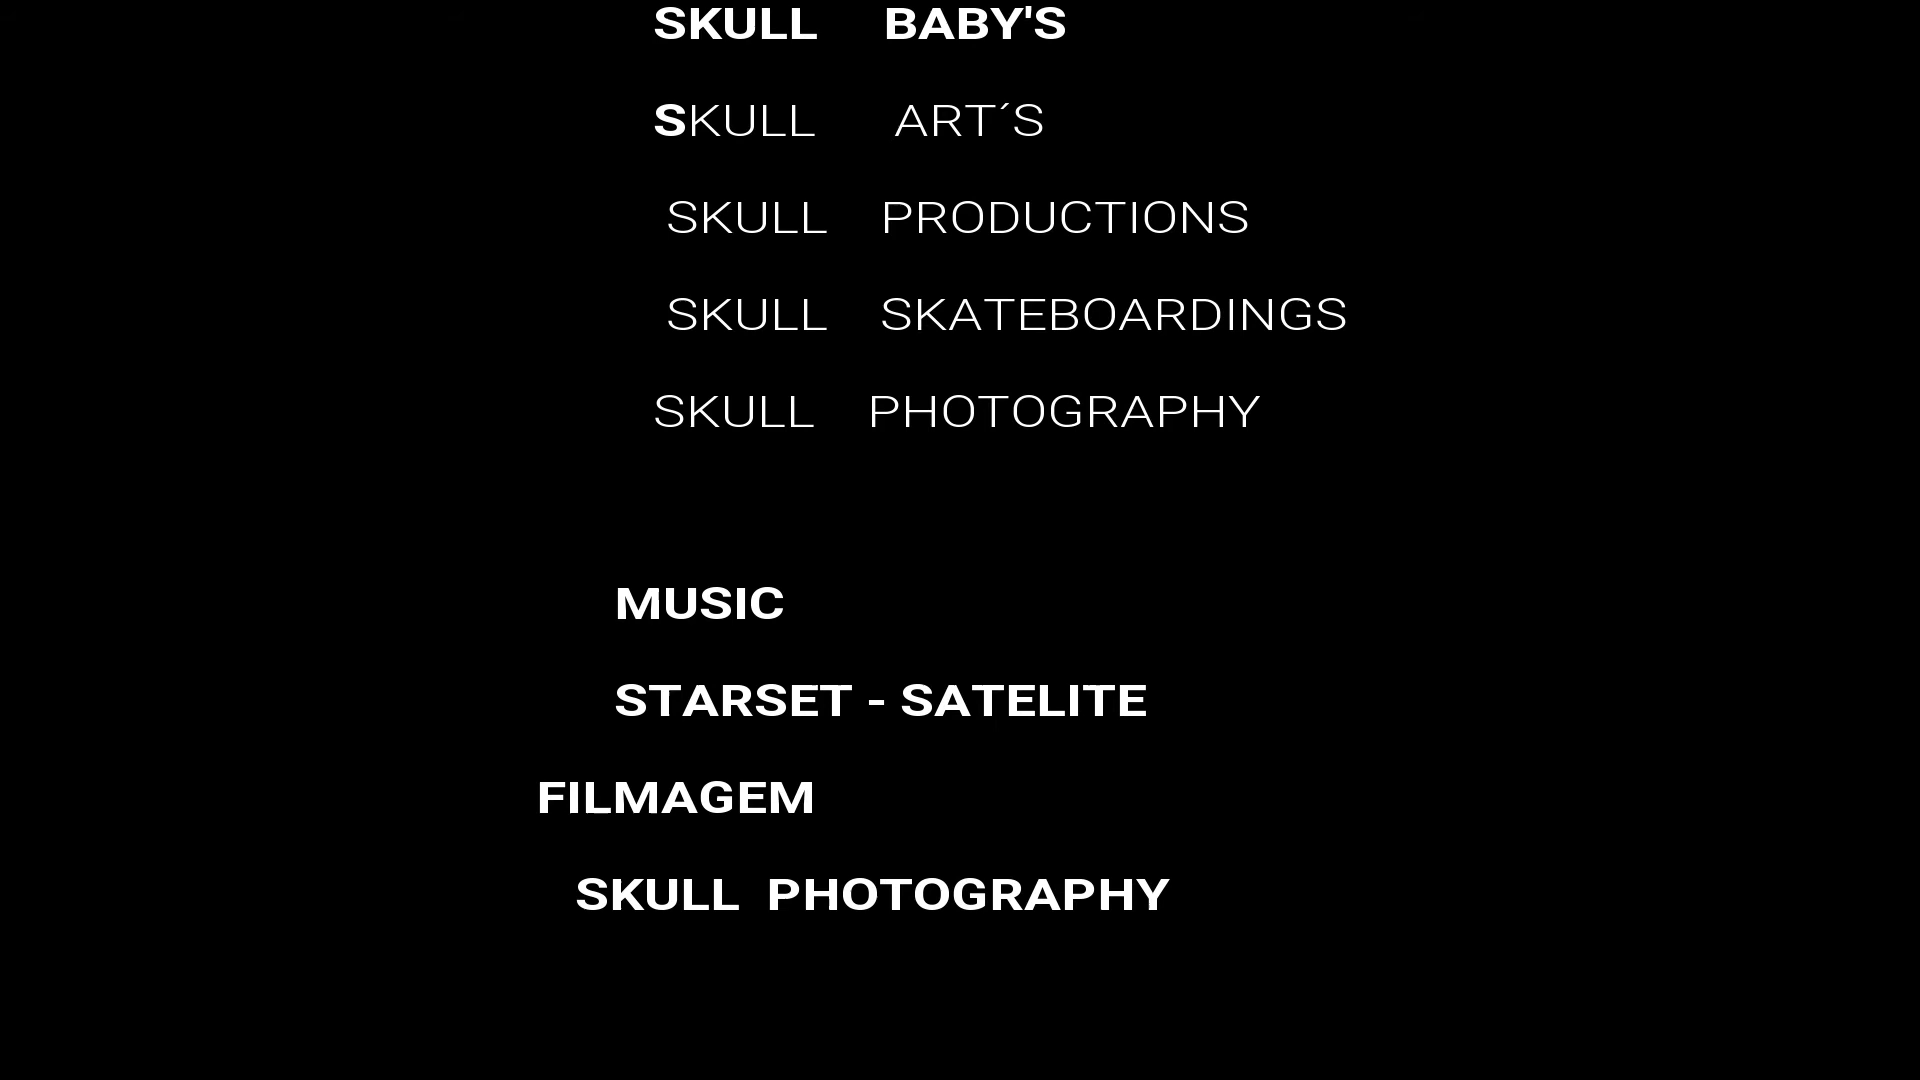 SKULL BABY'S
SKULL ART´S
SKULL PRODUCTIONS
SKULL SKATEBOARDINGS
SKULL PHOTOGRAPHY
MUSIC
STARSET - SATELITE
FILMAGEM
SKULL PHOTOGRAPHY